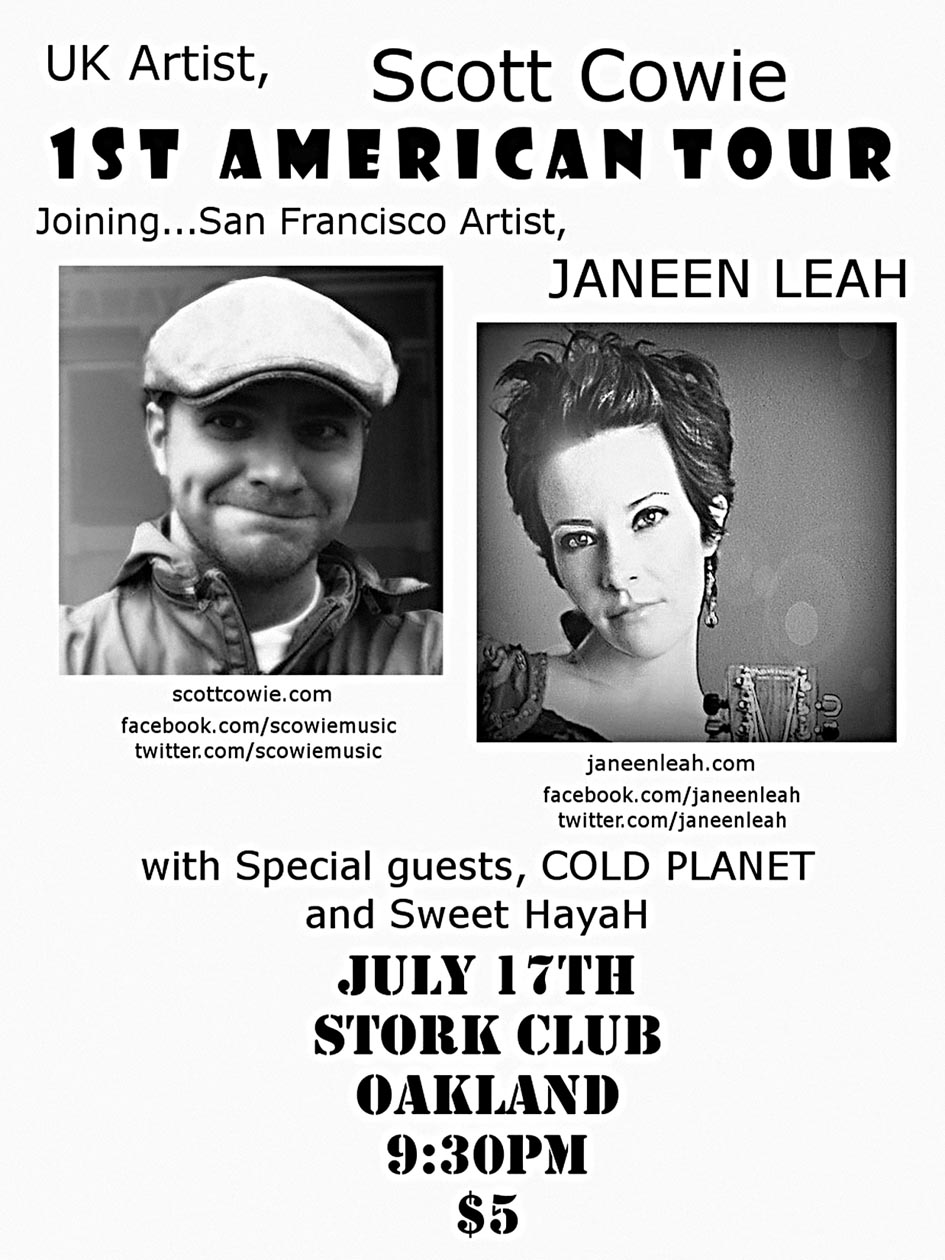 UK Artist, Scott Cowie
1ST AMERICAN TOUR
Joining...San Francisco Artist,
JANEEN LEAH
scottcowie.com
facebook.com/scowiemusic
twitter.com/scowiemusic
janeenleah.com
facebook.com/janeenleah
twitter.com/janeenleah
with Special guests, COLD PLANET
and Sweet HayaH
JULY 17TH
STORK CLUB
OAKLAND
9:30PM
$5